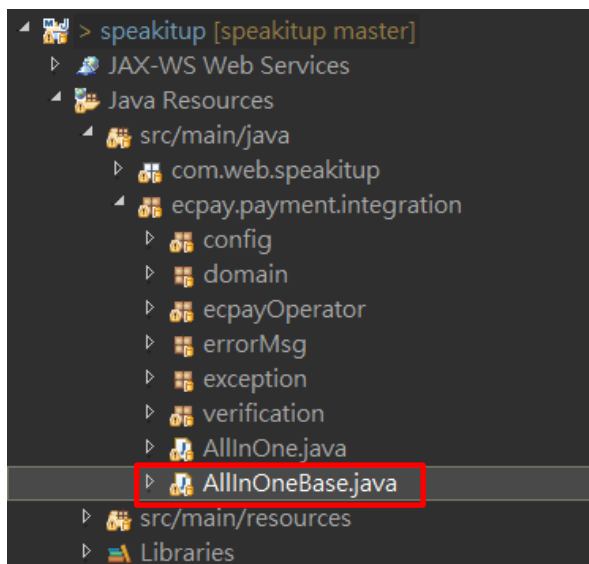 > speakitup [speakitup master]
JAX-WS Web Services
Java Resources
src/main/java
com.web.speakitup
ecpay.payment.integration
config
domain
ecpayOperator
errorMsg
exception
verification
AllInOne.java
AllInOneBase.java
src/main/resources
Libraries